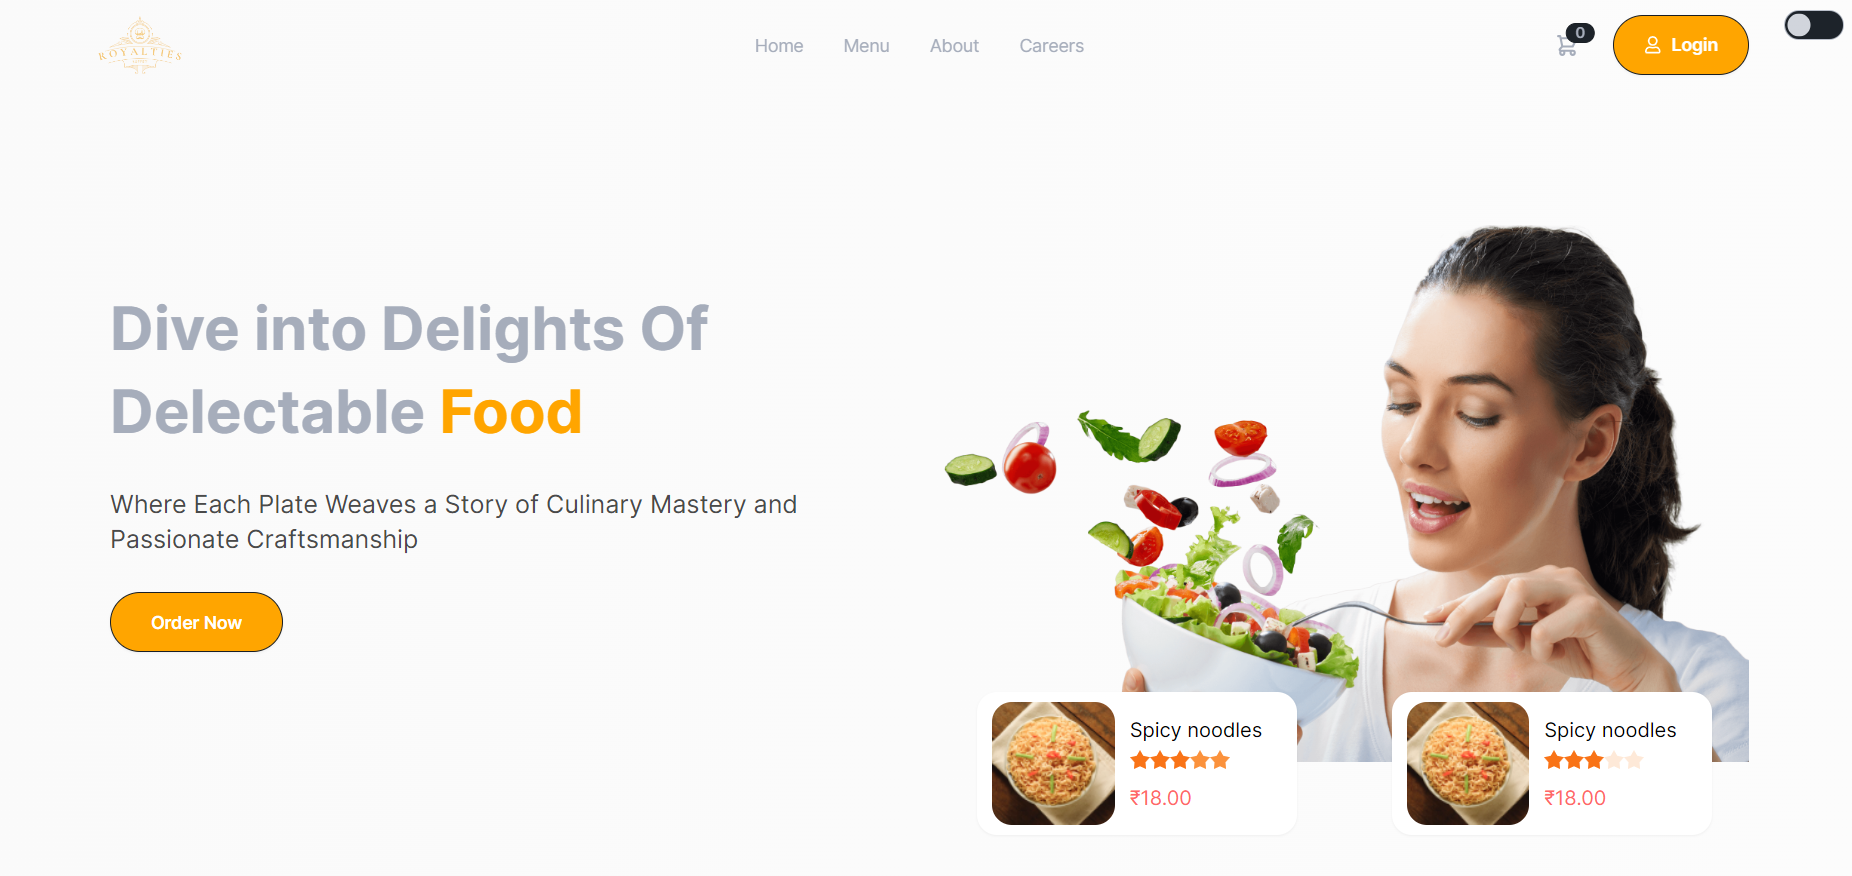 ROYALTIES
Home
Menu
About
Careers
0
Login
Dive into Delights Of
Delectable Food
Where Each Plate Weaves a Story of Culinary Mastery and
Passionate Craftsmanship
Order Now
Spicy noodles
₹18.00
Spicy noodles
₹18.00